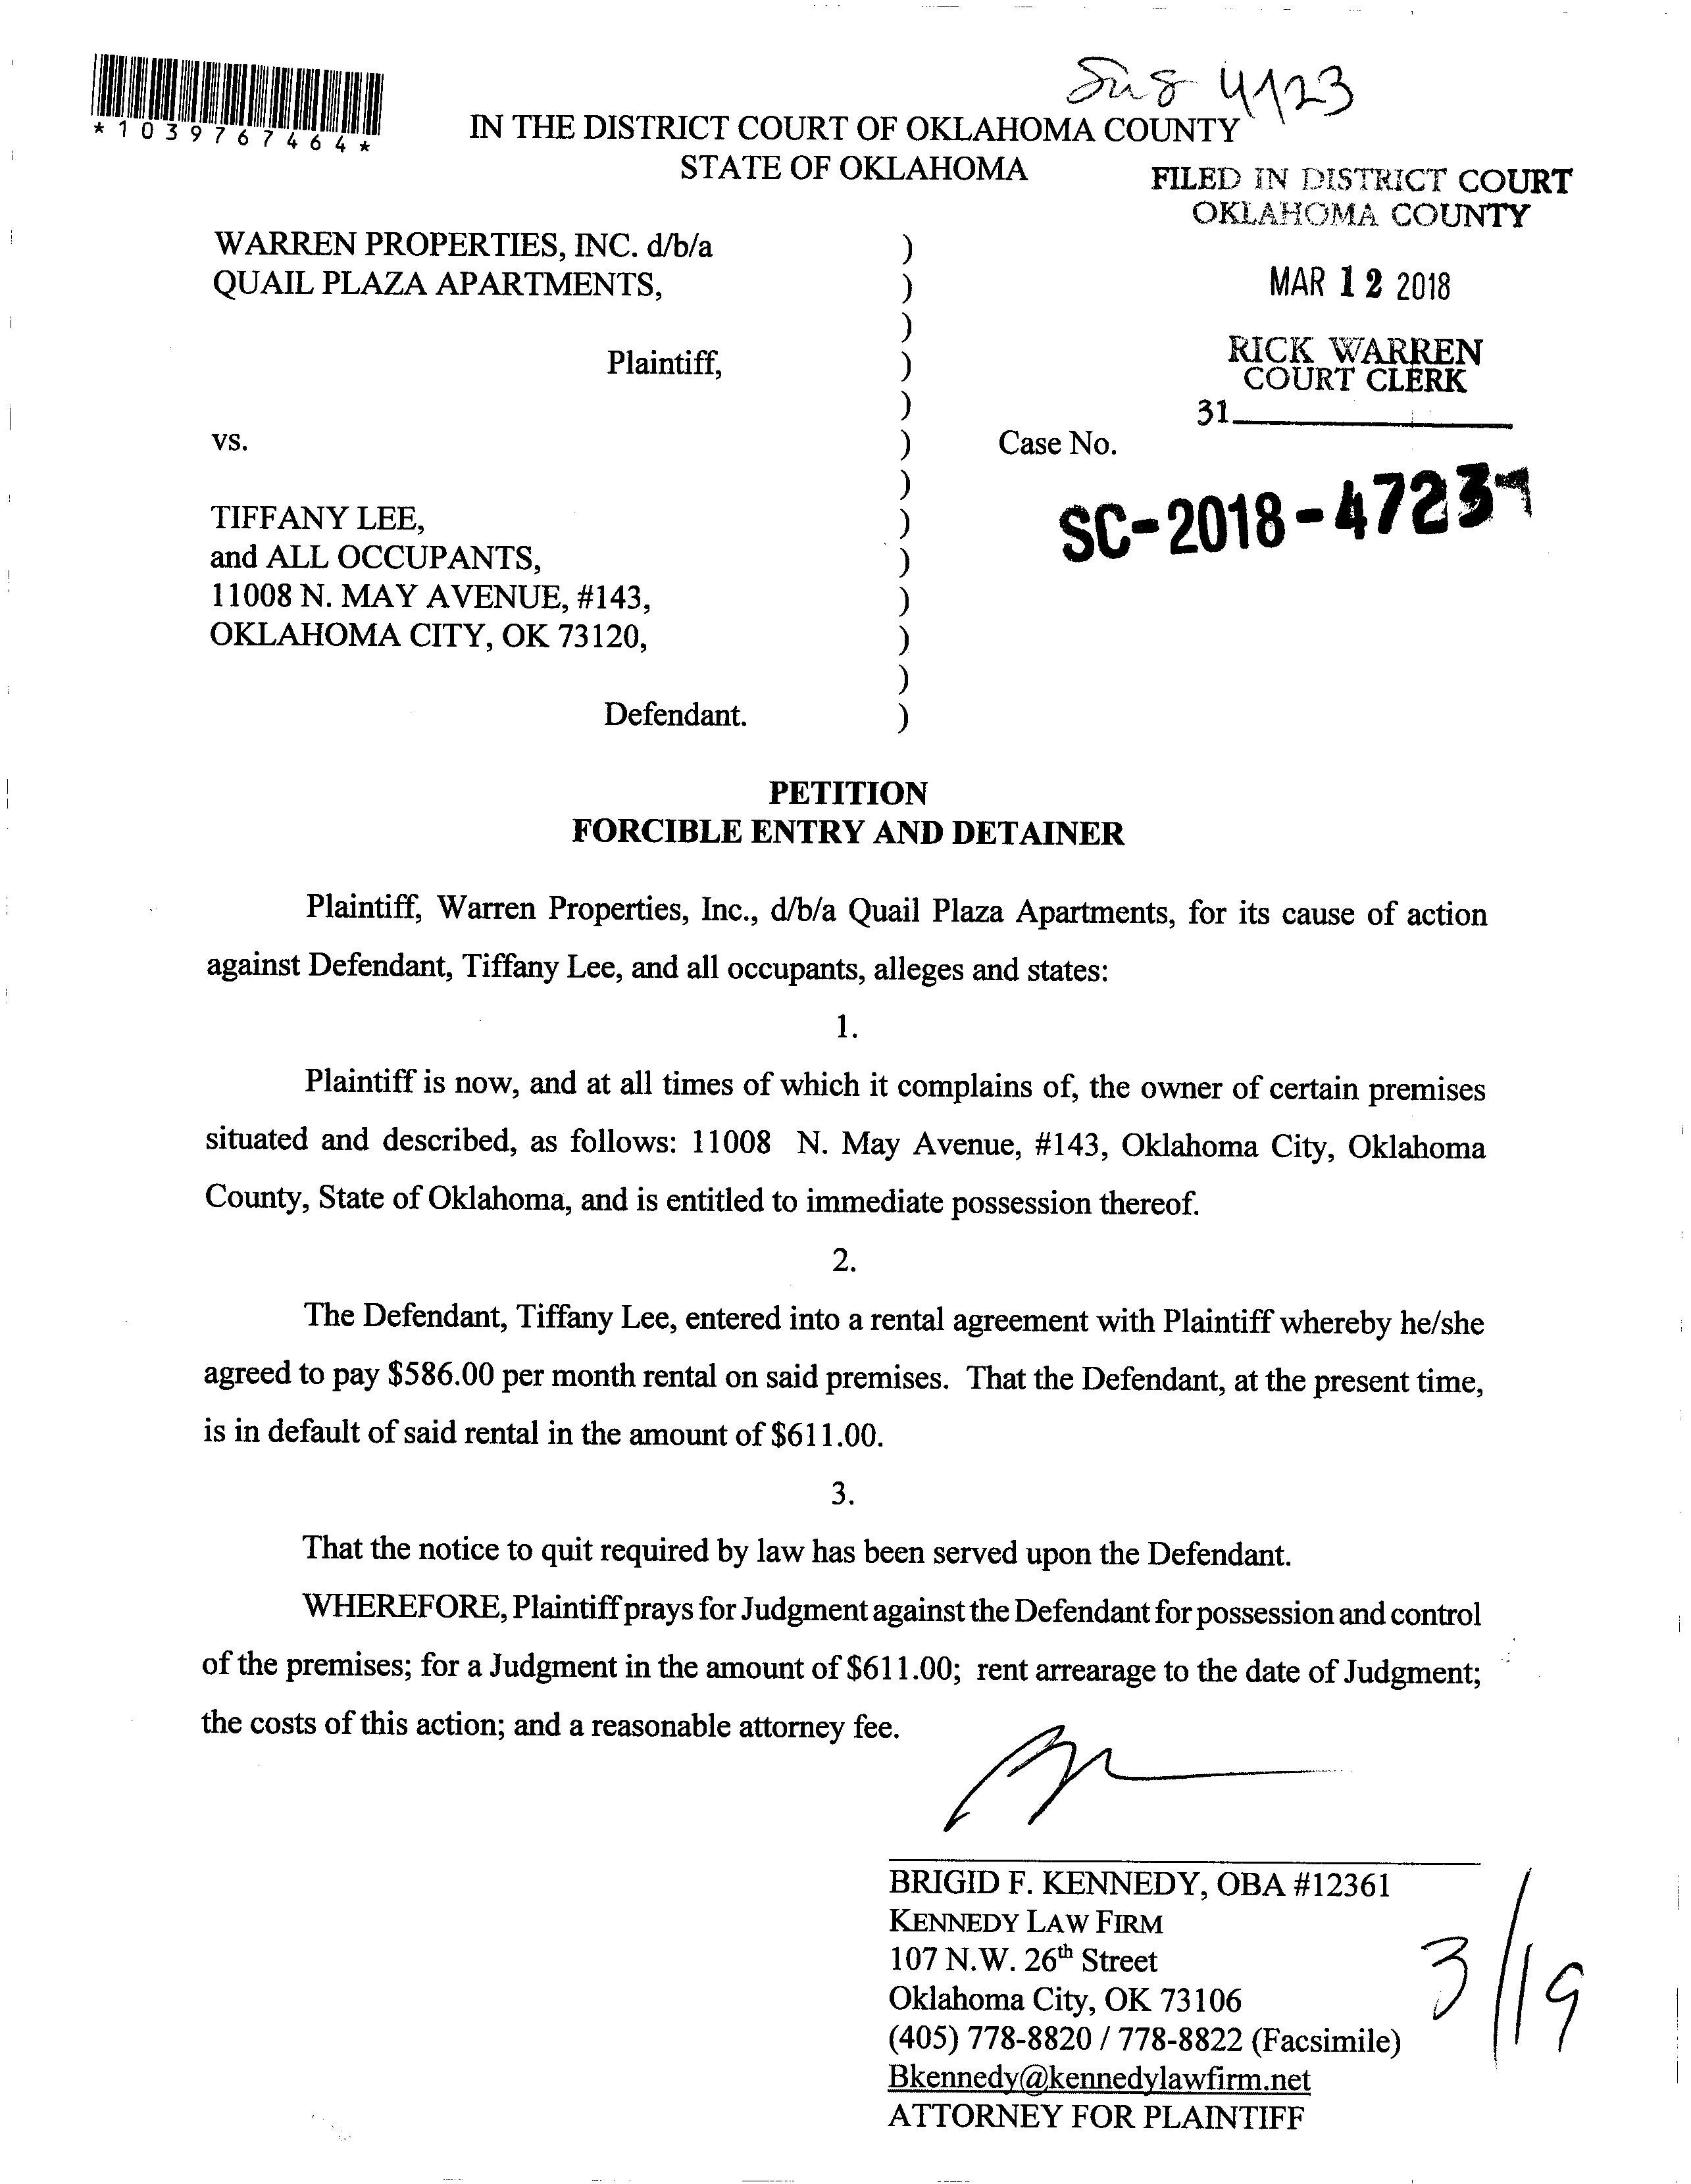 *1039767464*
IN THE DISTRICT COURT OF OKLAHOMA COUNTY
STATE OF OKLAHOMA
FILED IN DISTRICT COURT
OKLAHOMA COUNTY
WARREN PROPERTIES, INC. d/b/a )
QUAIL PLAZA APARTMENTS, )
MAR 12 2018
)
Plaintiff, )
RICK WARREN
COURT CLERK
)
31
vs. ) Case No.
)
SC-2018-4723
TIFFANY LEE, )
and ALL OCCUPANTS, )
11008 N. MAY AVENUE, #143, )
OKLAHOMA CITY, OK 73120, )
)
Defendant. )
PETITION
FORCIBLE ENTRY AND DETAINER
Plaintiff, Warren Properties, Inc., d/b/a Quail Plaza Apartments, for its cause of action
against Defendant, Tiffany Lee, and all occupants, alleges and states:
1.
Plaintiff is now, and at all times of which it complains of, the owner of certain premises
situated and described, as follows: 11008 N. May Avenue, #143, Oklahoma City, Oklahoma
County, State of Oklahoma, and is entitled to immediate possession thereof.
2.
The Defendant, Tiffany Lee, entered into a rental agreement with Plaintiff whereby he/she
agreed to pay $586.00 per month rental on said premises. That the Defendant, at the present time,
is in default of said rental in the amount of $611.00.
3.
That the notice to quit required by law has been served upon the Defendant.
WHEREFORE, Plaintiff prays for Judgment against the Defendant for possession and control
of the premises; for a Judgment in the amount of $611.00; rent arrearage to the date of Judgment;
the costs of this action; and a reasonable attorney fee.
BRIGID F. KENNEDY, OBA #12361
KENNEDY LAW FIRM
107 N.W. 26th Street
Oklahoma City, OK 73106
(405) 778-8820 / 778-8822 (Facsimile)
Bkennedy@kennedylawfirm.net
ATTORNEY FOR PLAINTIFF
3/19